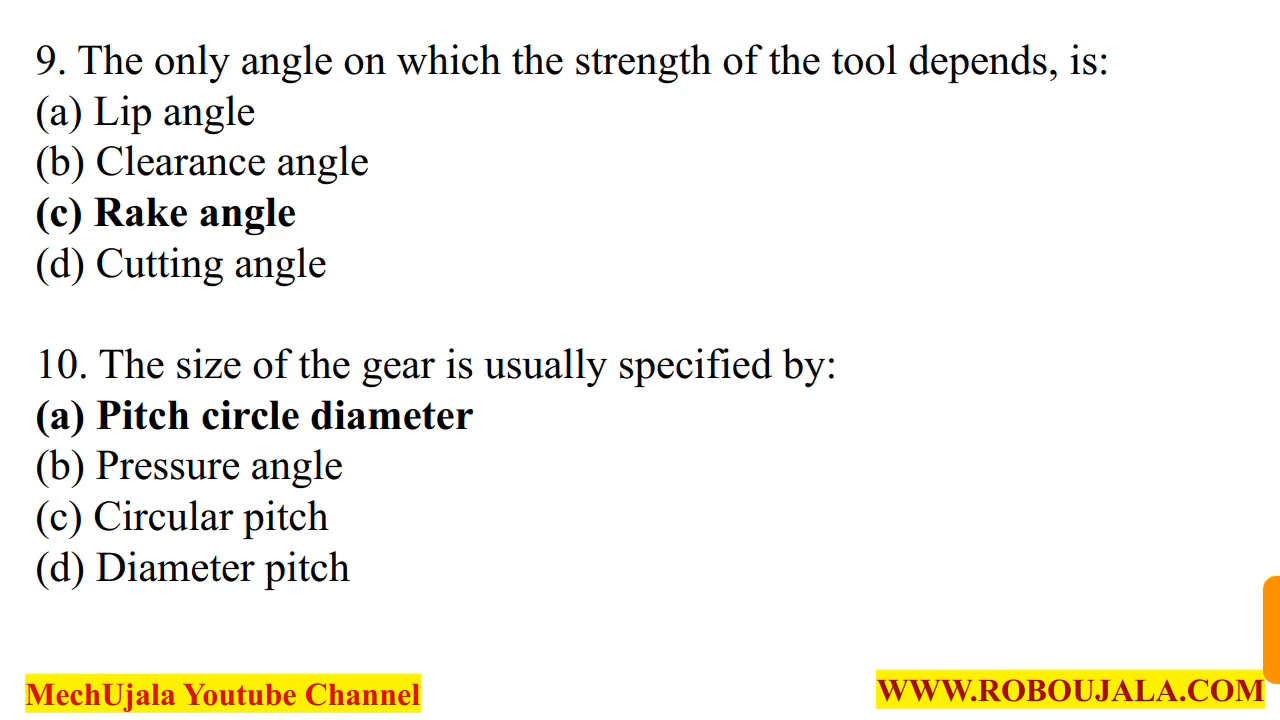 9. The only angle on which the strength of the tool depends, is:
(a) Lip angle
(b) Clearance angle
(c) Rake angle
(d) Cutting angle
10. The size of the gear is usually specified by:
(a) Pitch circle diameter
(b) Pressure angle
(c) Circular pitch
(d) Diameter pitch
MechUjala Youtube Channel
WWW.ROBOUJALA.COM